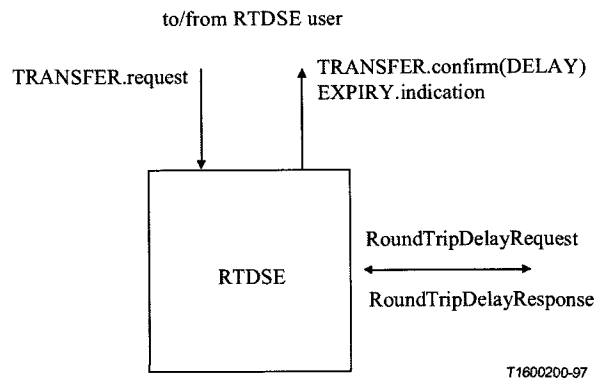 to/from RTDSE user
TRANSFER.request
TRANSFER.confirm(DELAY)
EXPIRY.indication
RTDSE
RoundTripDelayRequest
RoundTripDelayResponse
T1600200-97